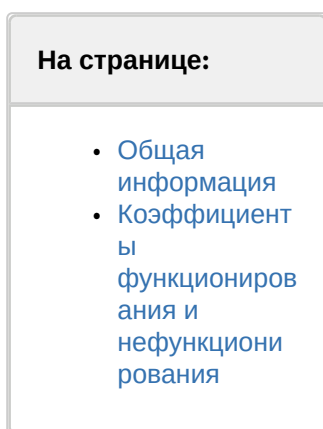 На странице:
• Общая
информация
• Коэффициент
ы
функциониров
ания и
нефункциони
рования